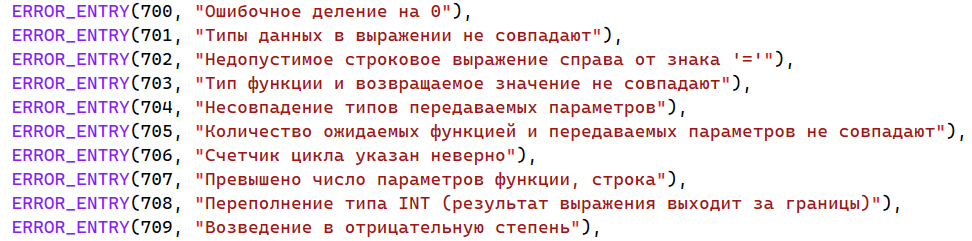 ERROR_ENTRY(700, "Ошибочное деление на 0"),
ERROR_ENTRY(701, "Типы данных в выражении не совпадают"),
ERROR_ENTRY(702, "Недопустимое строковое выражение справа от знака '='"),
ERROR_ENTRY(703, "Тип функции и возвращаемое значение не совпадают"),
ERROR_ENTRY(704, "Несовпадение типов передаваемых параметров"),
ERROR_ENTRY(705, "Количество ожидаемых функцией и передаваемых параметров не совпадают"),
ERROR_ENTRY(706, "Счетчик цикла указан неверно"),
ERROR_ENTRY(707, "Превышено число параметров функции, строка"),
ERROR_ENTRY(708, "Переполнение типа INT (результат выражения выходит за границы)"),
ERROR_ENTRY(709, "Возведение в отрицательную степень"),